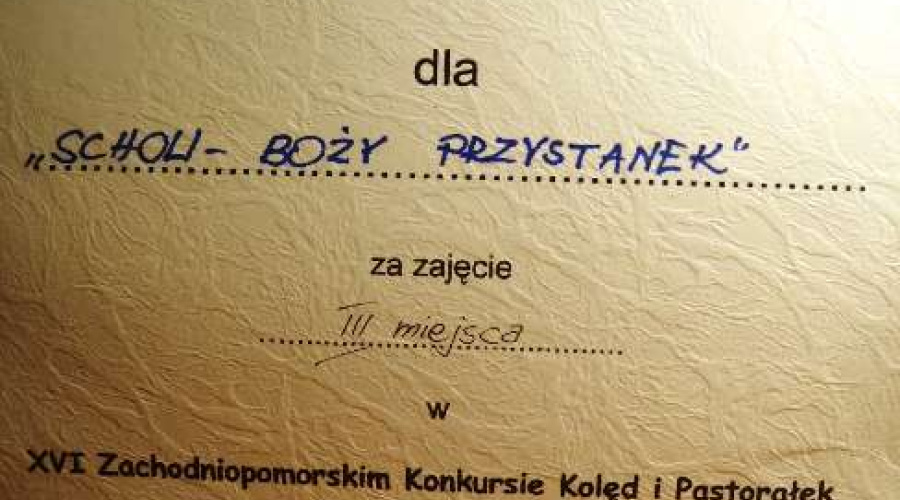 dla
„SCHOLI - BOŻY PRZYSTANEK"
za zajęcie
III miejsca
w
XVI Zachodniopomorskim Konkursie Kolęd i Pastorałek